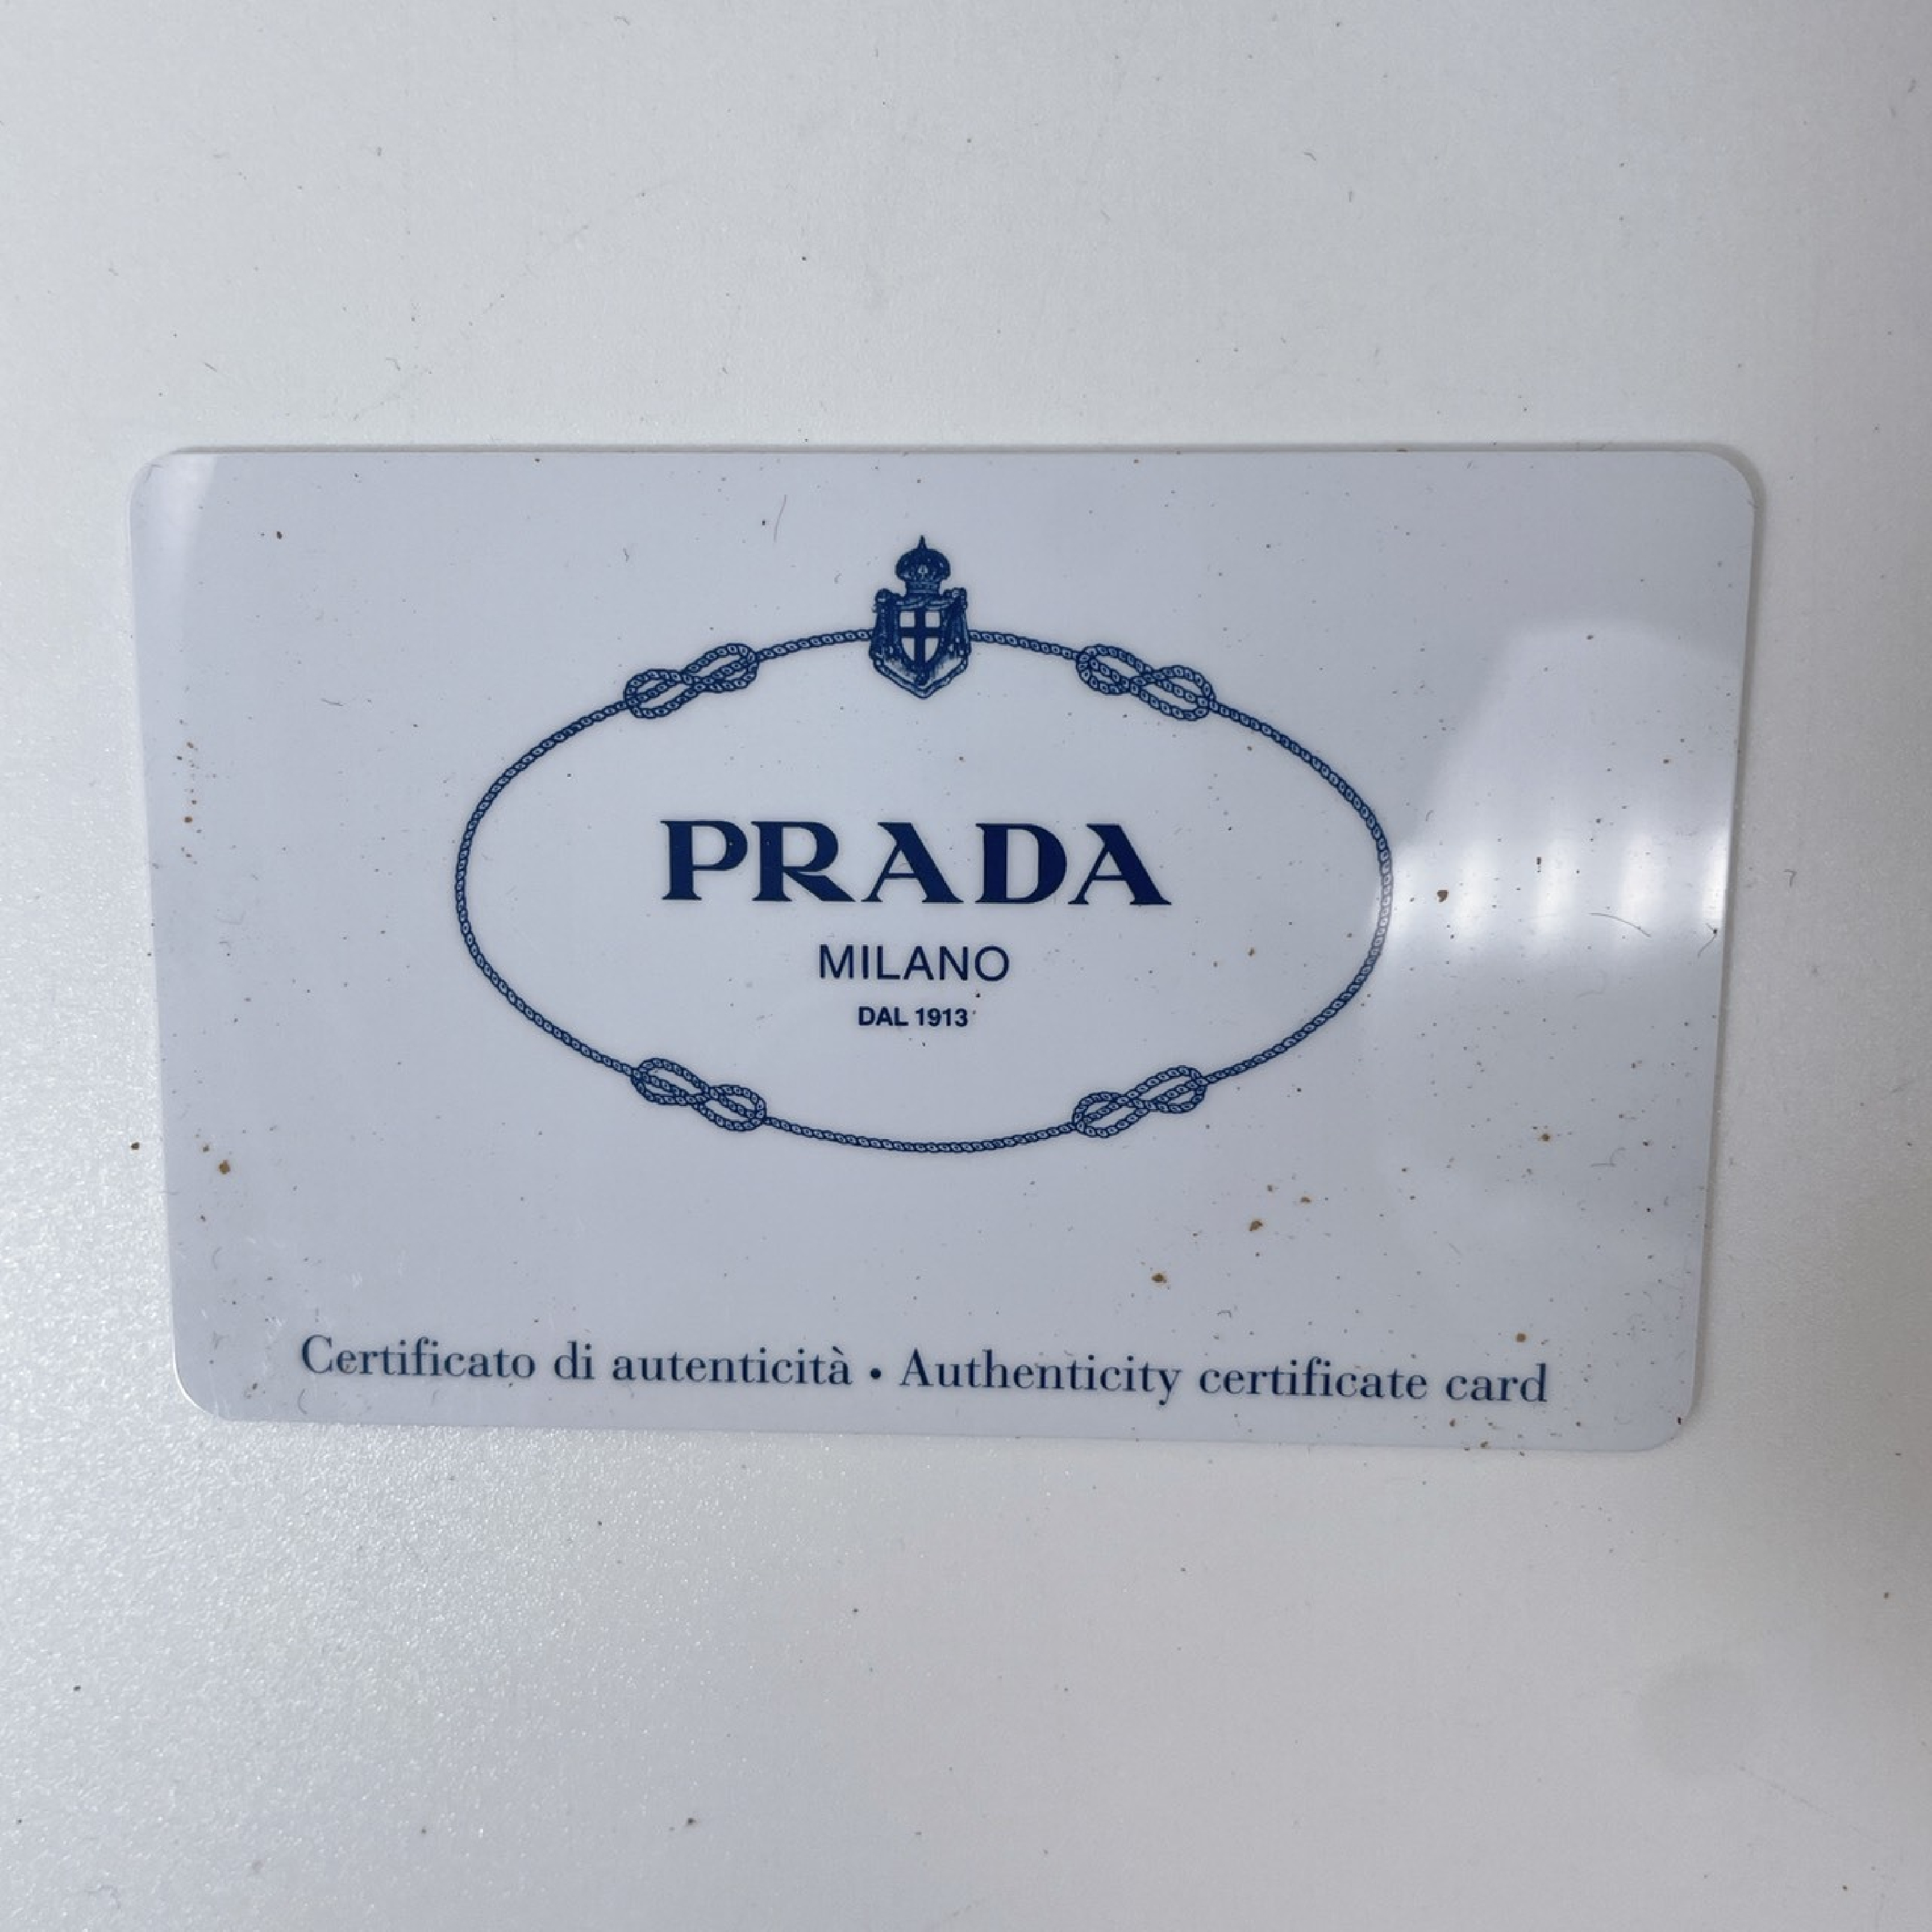 PRADA
MILANO
DAL 1913
Certificato di autenticità • Authenticity certificate card